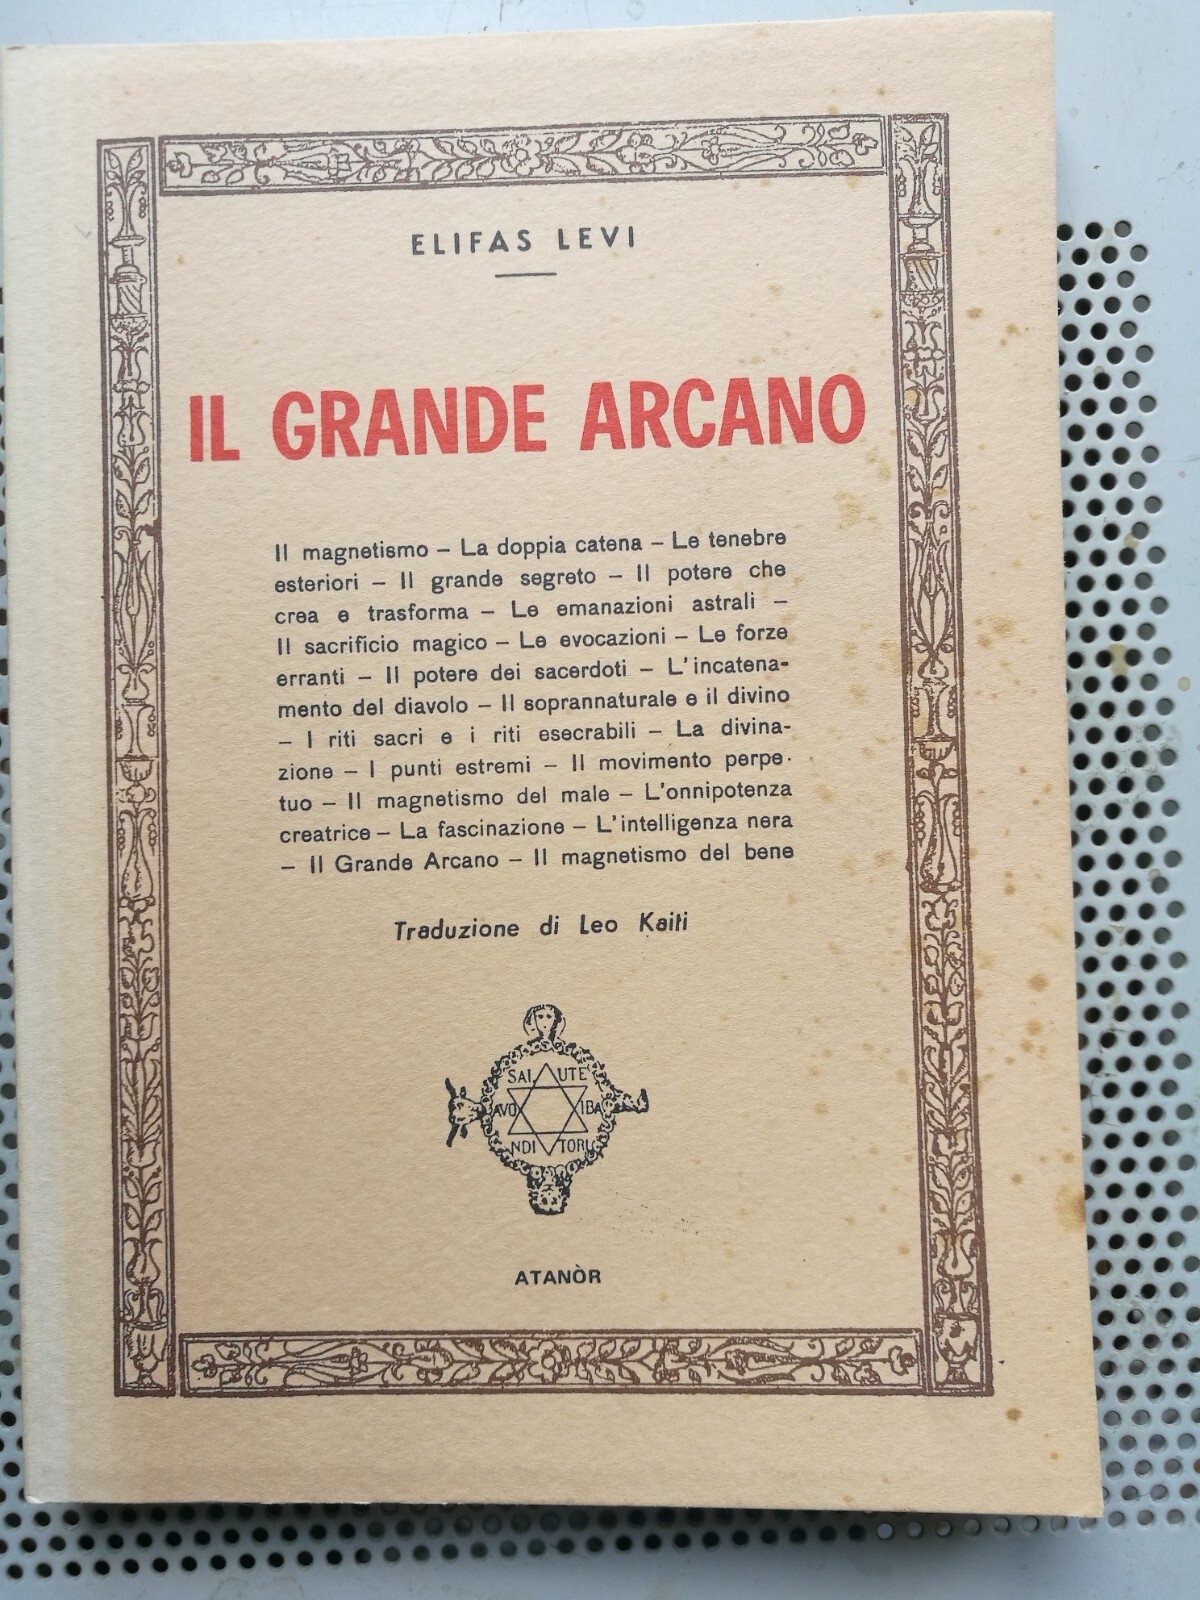 ELIFAS LEVI
IL GRANDE ARCANO
Il magnetismo – La doppia catena – Le tenebre
esteriori – Il grande segreto – Il potere che
crea e trasforma – Le emanazioni astrali –
Il sacrificio magico – Le evocazioni – Le forze
erranti – Il potere dei sacerdoti – L'incatena-
mento del diavolo – Il soprannaturale e il divino
– I riti sacri e i riti esecrabili – La divina-
zione – I punti estremi – Il movimento perpe-
tuo – Il magnetismo del male – L'onnipotenza
creatrice – La fascinazione – L'intelligenza nera
– Il Grande Arcano – Il magnetismo del bene
Traduzione di Leo Kaiti
SAL UTE
AVO IBA
NDI TORI
ATANÒR